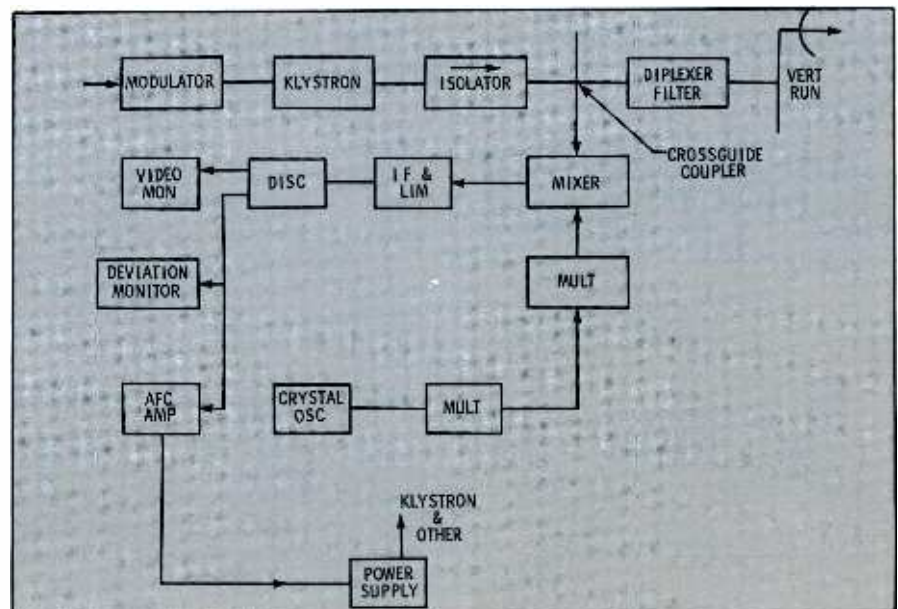 MODULATOR
KLYSTRON
ISOLATOR
DIPLEXER
FILTER
VERT
RUN
CROSSGUIDE
COUPLER
VIDEO
MON
DISC
I F &
LIM
MIXER
DEVIATION
MONITOR
MULT
AFC
AMP
CRYSTAL
OSC
MULT
KLYSTRON
&
OTHER
POWER
SUPPLY